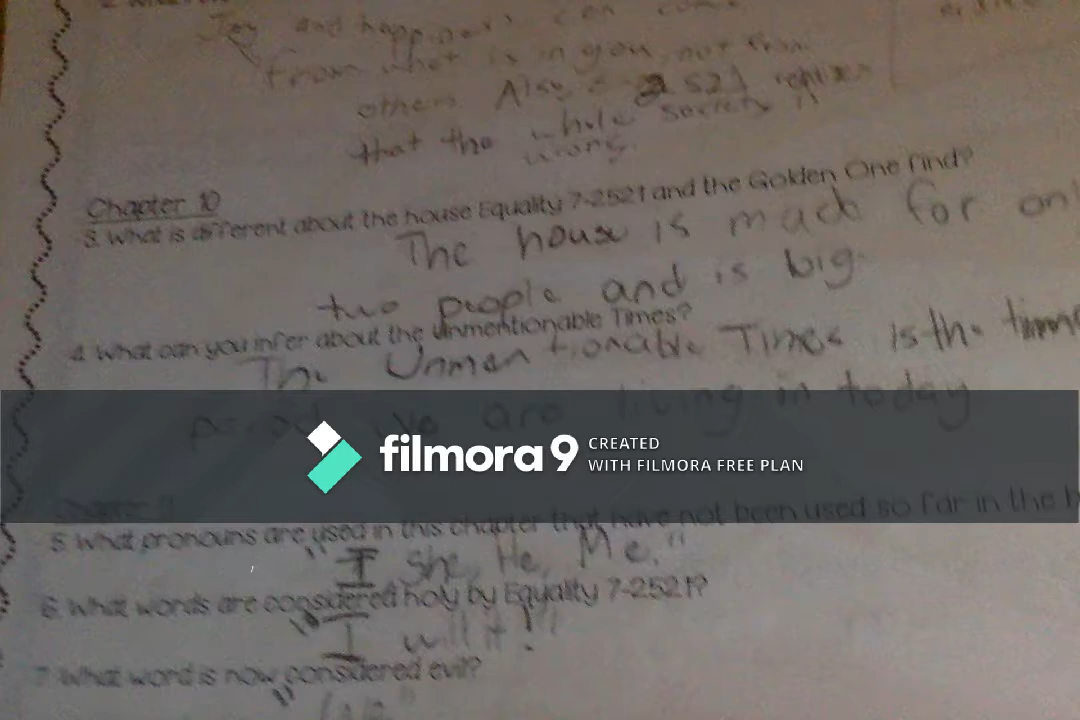 Joy and happiness can come
from what is in you, not from
others Also E 2521 realizes
that the whole society is
wrong.
Chapter 10
3. What is different about the house Equality 7-2521 and the Golden One find?
The house is made for onl
two people and is big.
4. What can you infer about the Unmentionable Times?
The Unmentionable Times is the time
period we are living in today
filmora9 CREATED
WITH FILMORA FREE PLAN
5. What pronouns are used in this chapter that have not been used so far in the b
"I, She, He, Me."
6. What words are considered holy by Equality 7-2521?
"I will it!"
7. What word is now considered evil?
"We"